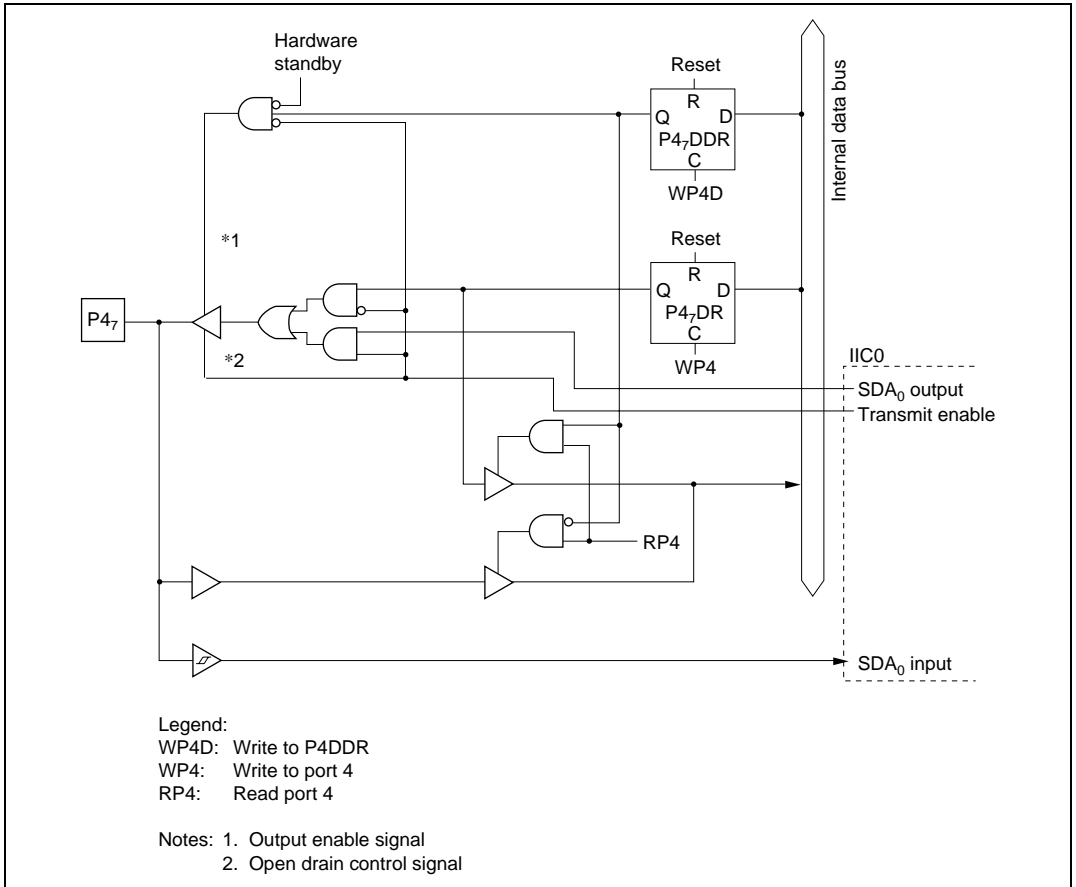 Hardware
standby
Reset
R
Q D
P4₇DDR
C
WP4D
Internal data bus
*1
Reset
R
Q D
P4₇DR
C
WP4
P4₇
*2
IIC0
SDA₀ output
Transmit enable
RP4
SDA₀ input
Legend:
WP4D: Write to P4DDR
WP4: Write to port 4
RP4: Read port 4
Notes: 1. Output enable signal
2. Open drain control signal